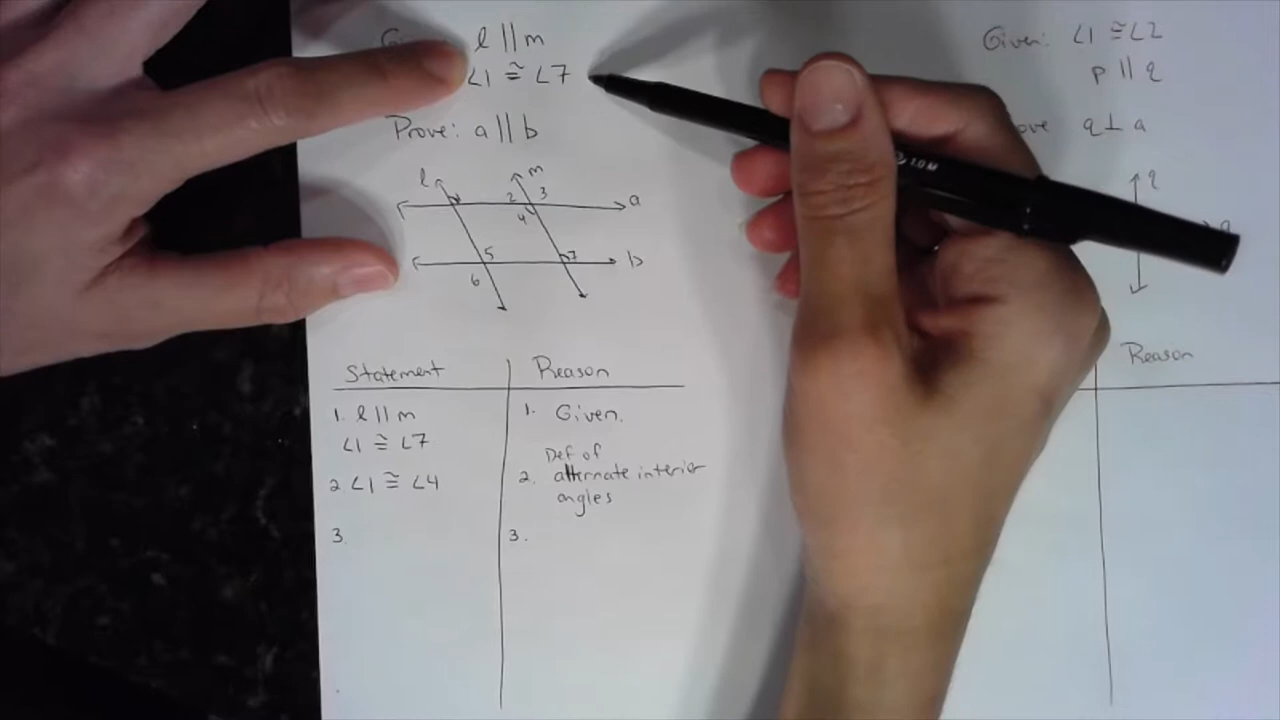 l || m
∠1 ≅ ∠7
Prove: a || b
l
m
2
3
a
4
5
7
b
6
Statement
Reason
1. l || m
∠1 ≅ ∠7
1. Given.
2. ∠1 ≅ ∠4
2. Def of
alternate interior
angles
3.
3.
Given: ∠1 ≅ ∠2
p || q
q ⊥ a
q
Reason